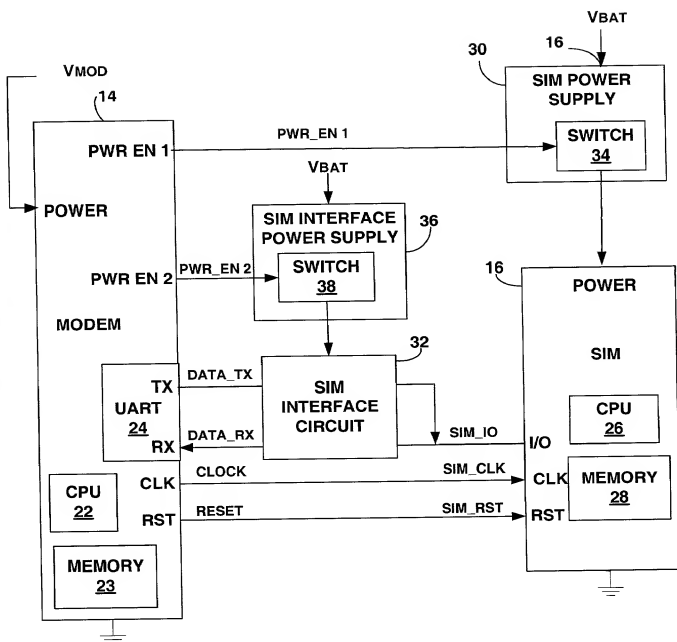 VBAT
16
30
SIM POWER
SUPPLY
SWITCH
34
VMOD
14
PWR EN 1
PWR_EN 1
POWER
VBAT
SIM INTERFACE
POWER SUPPLY
36
SWITCH
38
PWR EN 2
PWR_EN 2
MODEM
16
POWER
SIM
CPU
26
MEMORY
28
I/O
CLK
RST
32
SIM
INTERFACE
CIRCUIT
TX
DATA_TX
UART
24
RX
DATA_RX
SIM_IO
CPU
22
CLK
CLOCK
SIM_CLK
RST
RESET
SIM_RST
MEMORY
23